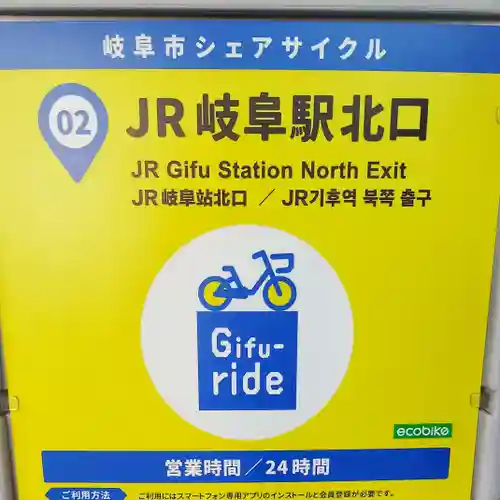 岐阜市シェアサイクル
02
JR岐阜駅北口
JR Gifu Station North Exit
JR岐阜站北口 ／ JR기후역 북쪽 출구
Gifu-
ride
ecobike
営業時間／24時間
ご利用方法 ご利用にはスマートフォン専用アプリのインストールと会員登録が必要です。